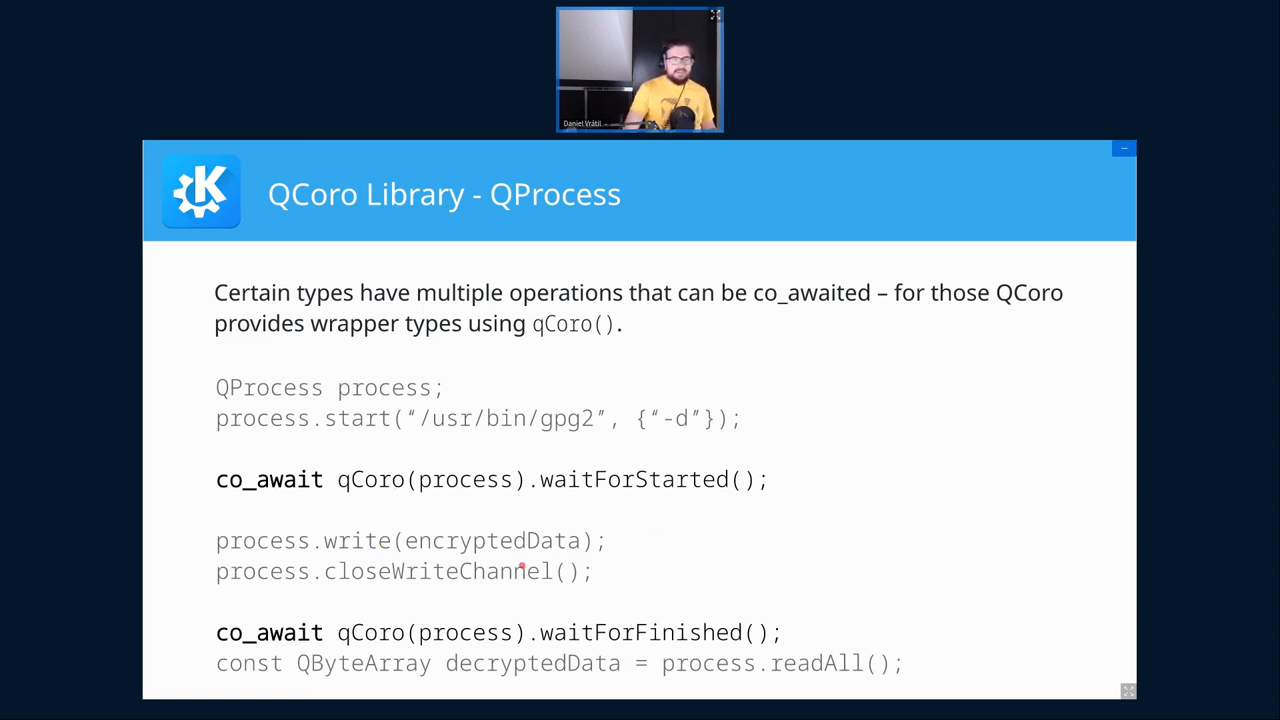 Daniel Vrátil
QCoro Library - QProcess
Certain types have multiple operations that can be co_awaited – for those QCoro
provides wrapper types using qCoro().
QProcess process;
process.start(“/usr/bin/gpg2”, {“-d”});
co_await qCoro(process).waitForStarted();
process.write(encryptedData);
process.closeWriteChannel();
co_await qCoro(process).waitForFinished();
const QByteArray decryptedData = process.readAll();